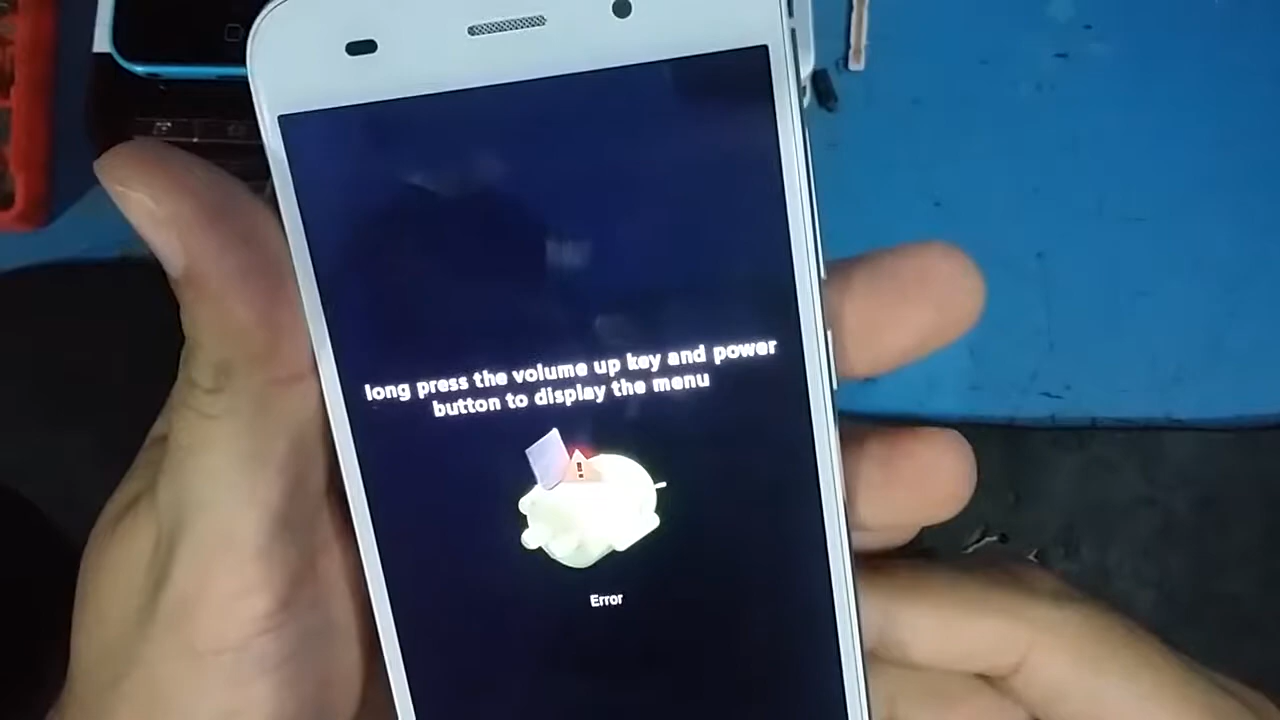 long press the volume up key and power
button to display the menu
!
Error